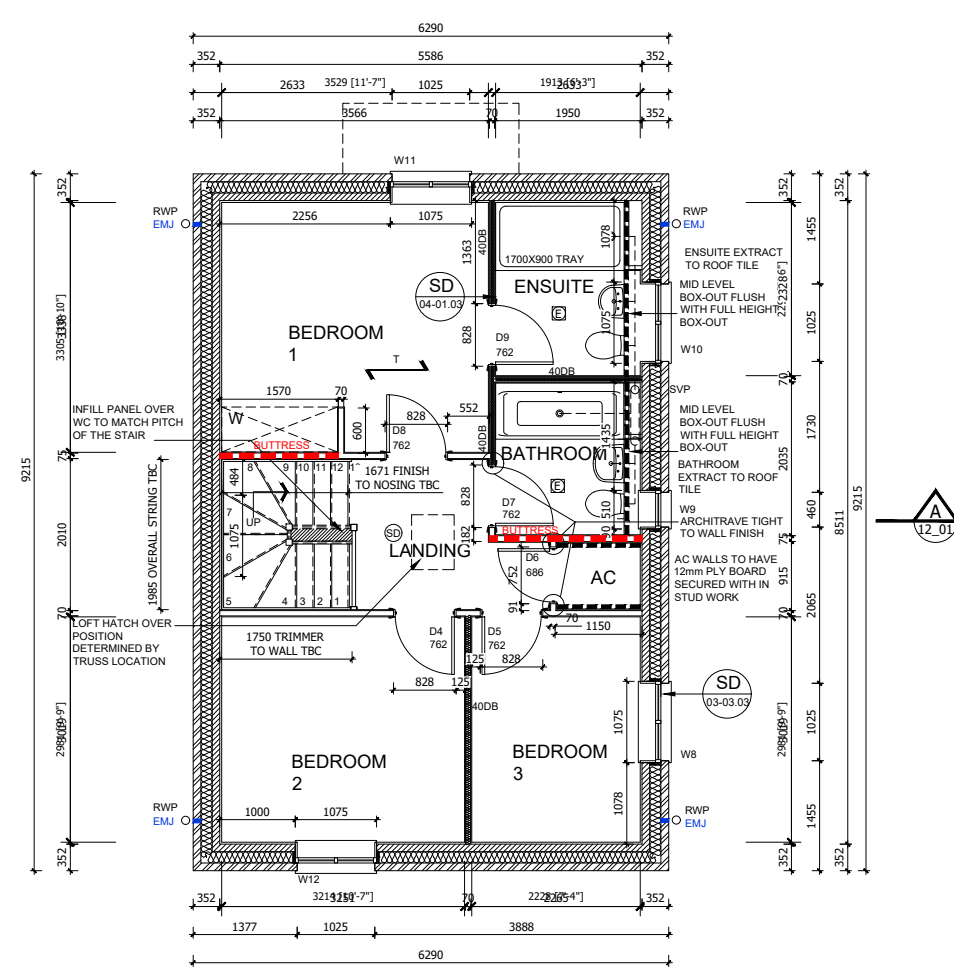 6290
352
5586
352
3529 [11'-7"]
2633
1025
352
3566
70
1950
352
W11
RWP
EMJ
RWP
EMJ
352
352
352
2256
1075
1363
40DB
1078
1455
1700X900 TRAY
ENSUITE
ENSUITE EXTRACT
TO ROOF TILE
SD
04-01.03
MID LEVEL
BOX-OUT FLUSH
WITH FULL HEIGHT
BOX-OUT
E
1025
BEDROOM
1
828
D9
762
1075
W10
T
40DB
70
SVP
1570
70
552
828
W
600
D8
762
40DB
INFILL PANEL OVER
WC TO MATCH PITCH
OF THE STAIR
BUTTRESS
1435
BATHROOM
MID LEVEL
BOX-OUT FLUSH
WITH FULL HEIGHT
BOX-OUT
1730
2035
75
8 9 10 11 12
1671 FINISH
TO NOSING TBC
484
BATHROOM
EXTRACT TO ROOF
TILE
9215
9215
8511
7
UP
1075
6
5 4 3 2 1
828
D7
762
E
510
90
W9
ARCHITRAVE TIGHT
TO WALL FINISH
460
75
A
12_01
2010
1985 OVERALL STRING TBC
SD
LANDING
182
BUTTRESS
D6
686
752
91
AC
AC WALLS TO HAVE
12mm PLY BOARD
SECURED WITH IN
STUD WORK
915
2065
70
70
LOFT HATCH OVER
POSITION
DETERMINED BY
TRUSS LOCATION
1750 TRIMMER
TO WALL TBC
D4
762
D5
762
70
1150
125
828
828
125
40DB
SD
03-03.03
1075
1025
BEDROOM
2
BEDROOM
3
W8
1078
1455
RWP
EMJ
RWP
EMJ
1000
1075
352
352
352
W12
352
70
352
1377
1025
3888
6290